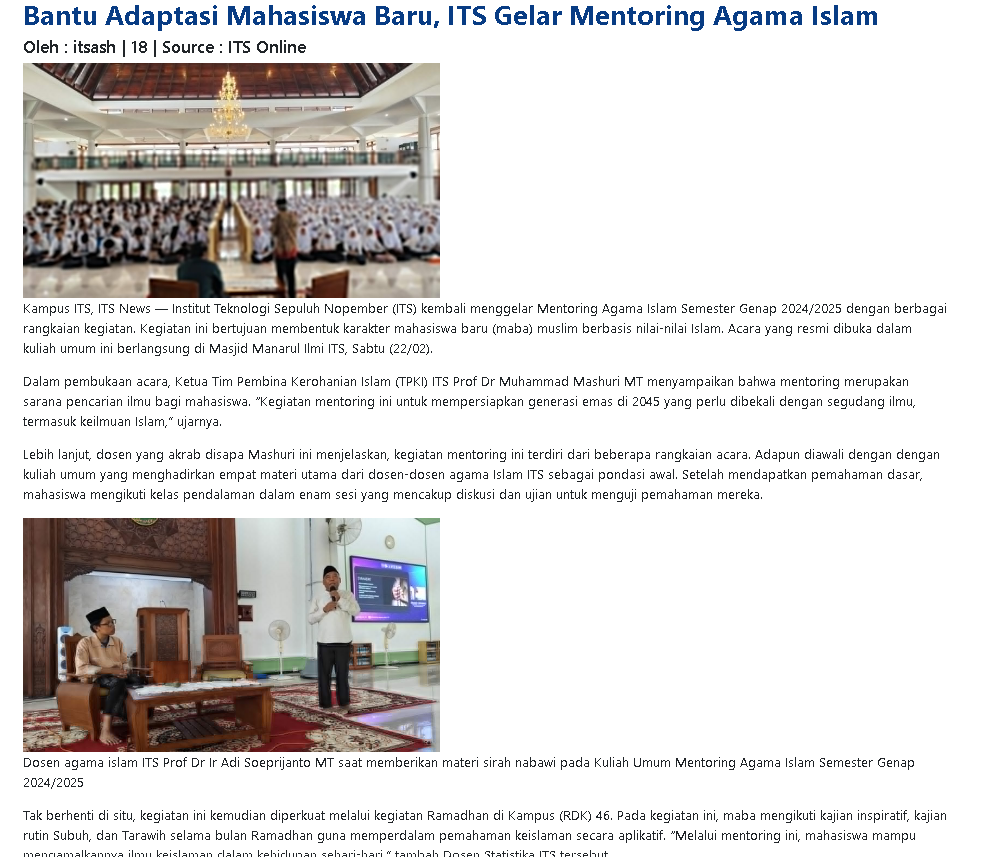 Bantu Adaptasi Mahasiswa Baru, ITS Gelar Mentoring Agama Islam
Oleh : itsash | 18 | Source : ITS Online
Kampus ITS, ITS News — Institut Teknologi Sepuluh Nopember (ITS) kembali menggelar Mentoring Agama Islam Semester Genap 2024/2025 dengan berbagai
rangkaian kegiatan. Kegiatan ini bertujuan membentuk karakter mahasiswa baru (maba) muslim berbasis nilai-nilai Islam. Acara yang resmi dibuka dalam
kuliah umum ini berlangsung di Masjid Manarul Ilmi ITS, Sabtu (22/02).
Dalam pembukaan acara, Ketua Tim Pembina Kerohanian Islam (TPKI) ITS Prof Dr Muhammad Mashuri MT menyampaikan bahwa mentoring merupakan
sarana pencarian ilmu bagi mahasiswa. “Kegiatan mentoring ini untuk mempersiapkan generasi emas di 2045 yang perlu dibekali dengan segudang ilmu,
termasuk keilmuan Islam,” ujarnya.
Lebih lanjut, dosen yang akrab disapa Mashuri ini menjelaskan, kegiatan mentoring ini terdiri dari beberapa rangkaian acara. Adapun diawali dengan dengan
kuliah umum yang menghadirkan empat materi utama dari dosen-dosen agama Islam ITS sebagai pondasi awal. Setelah mendapatkan pemahaman dasar,
mahasiswa mengikuti kelas pendalaman dalam enam sesi yang mencakup diskusi dan ujian untuk menguji pemahaman mereka.
Dosen agama islam ITS Prof Dr Ir Adi Soeprijanto MT saat memberikan materi sirah nabawi pada Kuliah Umum Mentoring Agama Islam Semester Genap
2024/2025
Tak berhenti di situ, kegiatan ini kemudian diperkuat melalui kegiatan Ramadhan di Kampus (RDK) 46. Pada kegiatan ini, maba mengikuti kajian inspiratif, kajian
rutin Subuh, dan Tarawih selama bulan Ramadhan guna memperdalam pemahaman keislaman secara aplikatif. “Melalui mentoring ini, mahasiswa mampu
mengamalkannya ilmu keislaman dalam kehidupan sehari-hari,” tambah Dosen Statistika ITS tersebut.